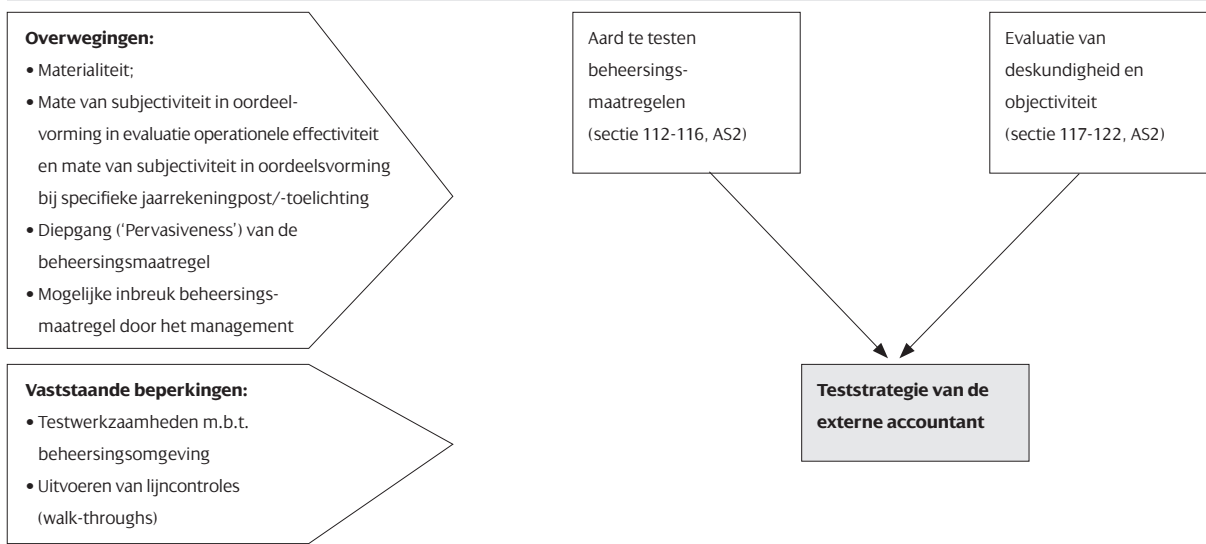 Overwegingen:
• Materialiteit;
• Mate van subjectiviteit in oordeel-
vorming in evaluatie operationele effectiviteit
en mate van subjectiviteit in oordeelsvorming
bij specifieke jaarrekeningpost/-toelichting
• Diepgang (‘Pervasiveness’) van de
beheersingsmaatregel
• Mogelijke inbreuk beheersings-
maatregel door het management
Vaststaande beperkingen:
• Testwerkzaamheden m.b.t.
beheersingsomgeving
• Uitvoeren van lijncontroles
(walk-throughs)
Aard te testen
beheersings-
maatregelen
(sectie 112-116, AS2)
Evaluatie van
deskundigheid en
objectiviteit
(sectie 117-122, AS2)
Teststrategie van de
externe accountant